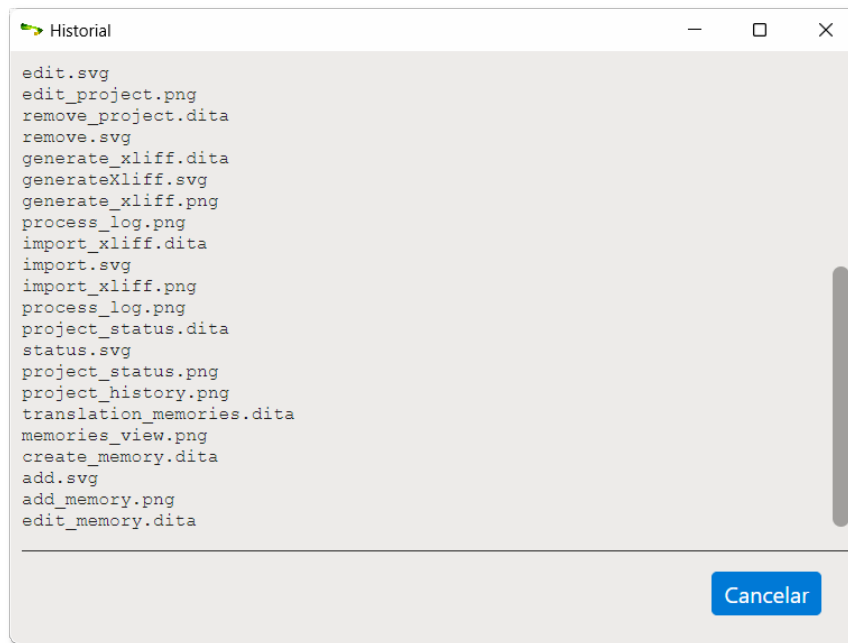 Historial
edit.svg
edit_project.png
remove_project.dita
remove.svg
generate_xliff.dita
generateXliff.svg
generate_xliff.png
process_log.png
import_xliff.dita
import.svg
import_xliff.png
process_log.png
project_status.dita
status.svg
project_status.png
project_history.png
translation_memories.dita
memories_view.png
create_memory.dita
add.svg
add_memory.png
edit_memory.dita
Cancelar